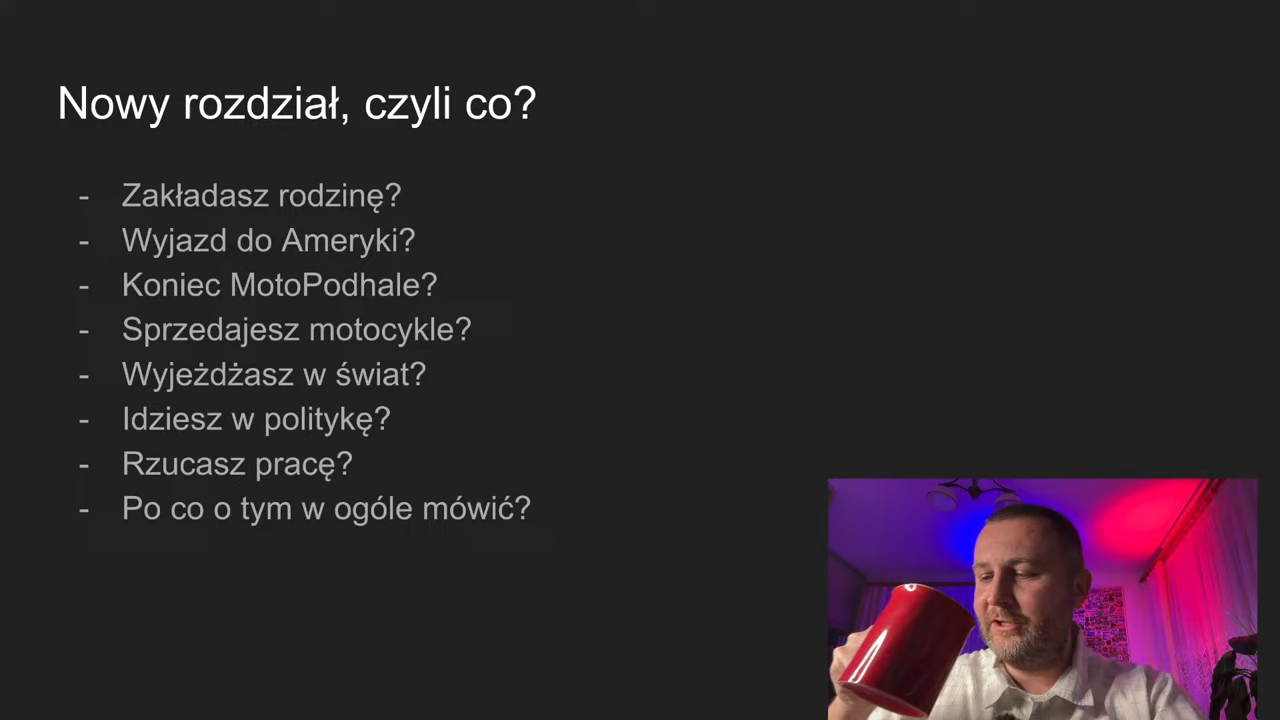 Nowy rozdział, czyli co?
- Zakładasz rodzinę?
- Wyjazd do Ameryki?
- Koniec MotoPodhale?
- Sprzedajesz motocykle?
- Wyjeżdżasz w świat?
- Idziesz w politykę?
- Rzucasz pracę?
- Po co o tym w ogóle mówić?